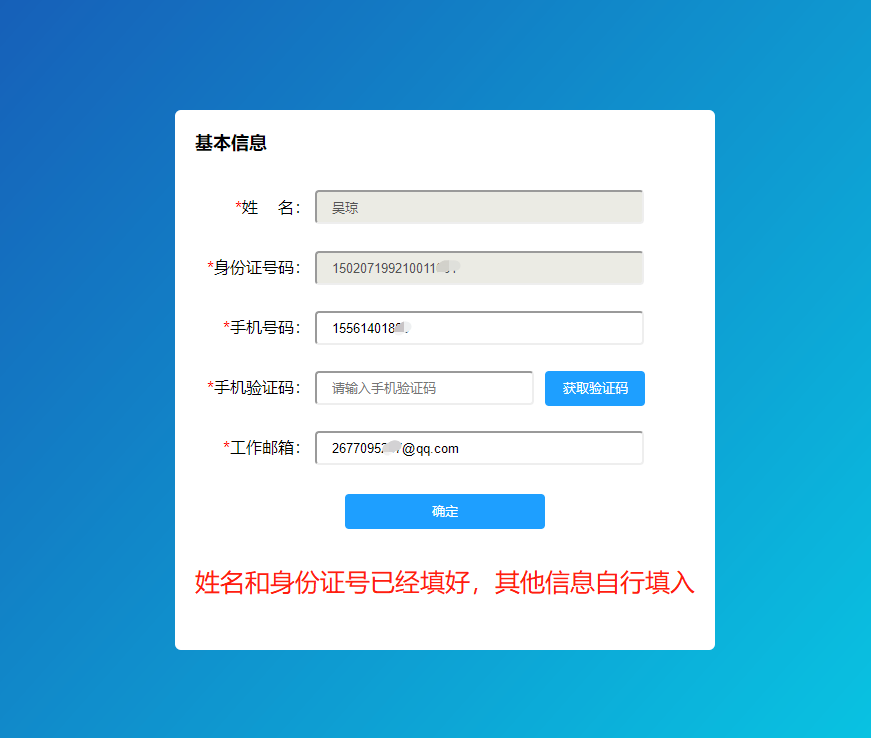 基本信息
*姓 名： 吴琼
*身份证号码： 15020719921001
*手机号码： 155614018
*手机验证码： 请输入手机验证码 获取验证码
*工作邮箱： 2677095 @qq.com
确定
姓名和身份证号已经填好，其他信息自行填入